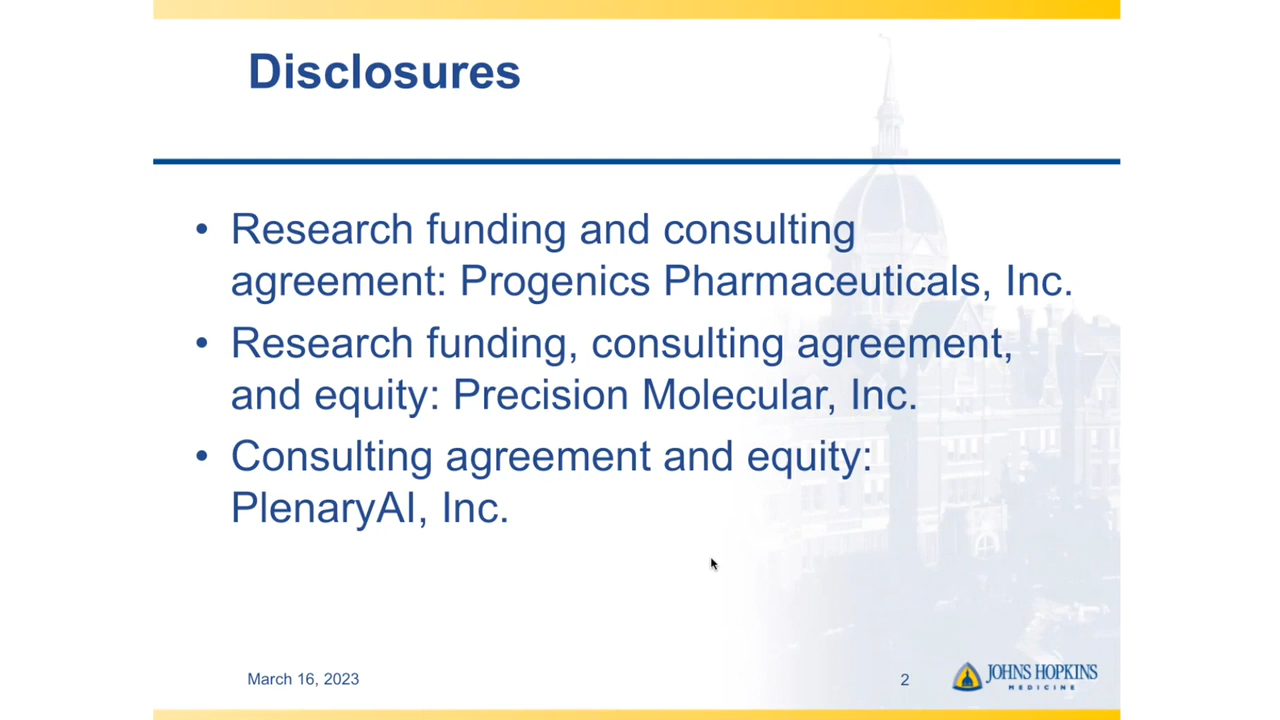 Disclosures
• Research funding and consulting
agreement: Progenics Pharmaceuticals, Inc.
• Research funding, consulting agreement,
and equity: Precision Molecular, Inc.
• Consulting agreement and equity:
PlenaryAI, Inc.
March 16, 2023
2
JOHNS HOPKINS
MEDICINE